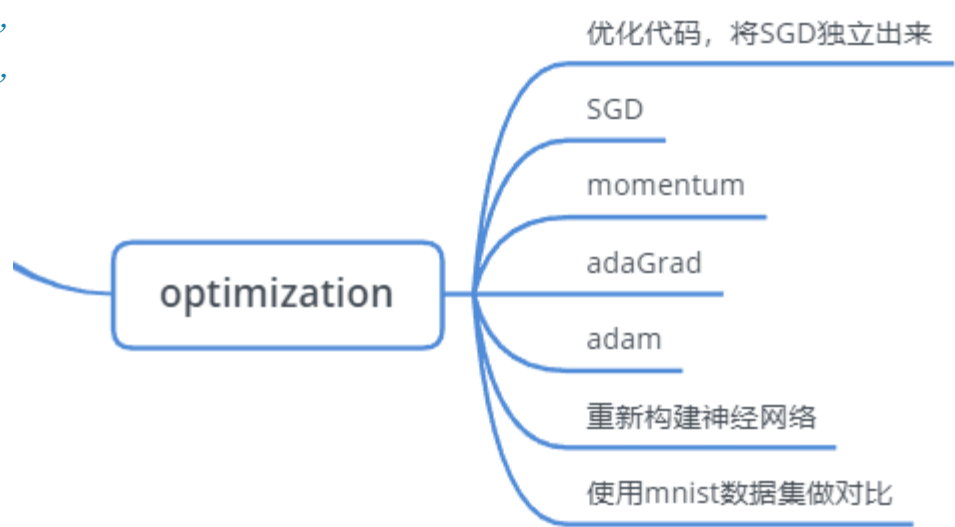 优化代码，将SGD独立出来
SGD
momentum
adaGrad
optimization
adam
重新构建神经网络
使用mnist数据集做对比